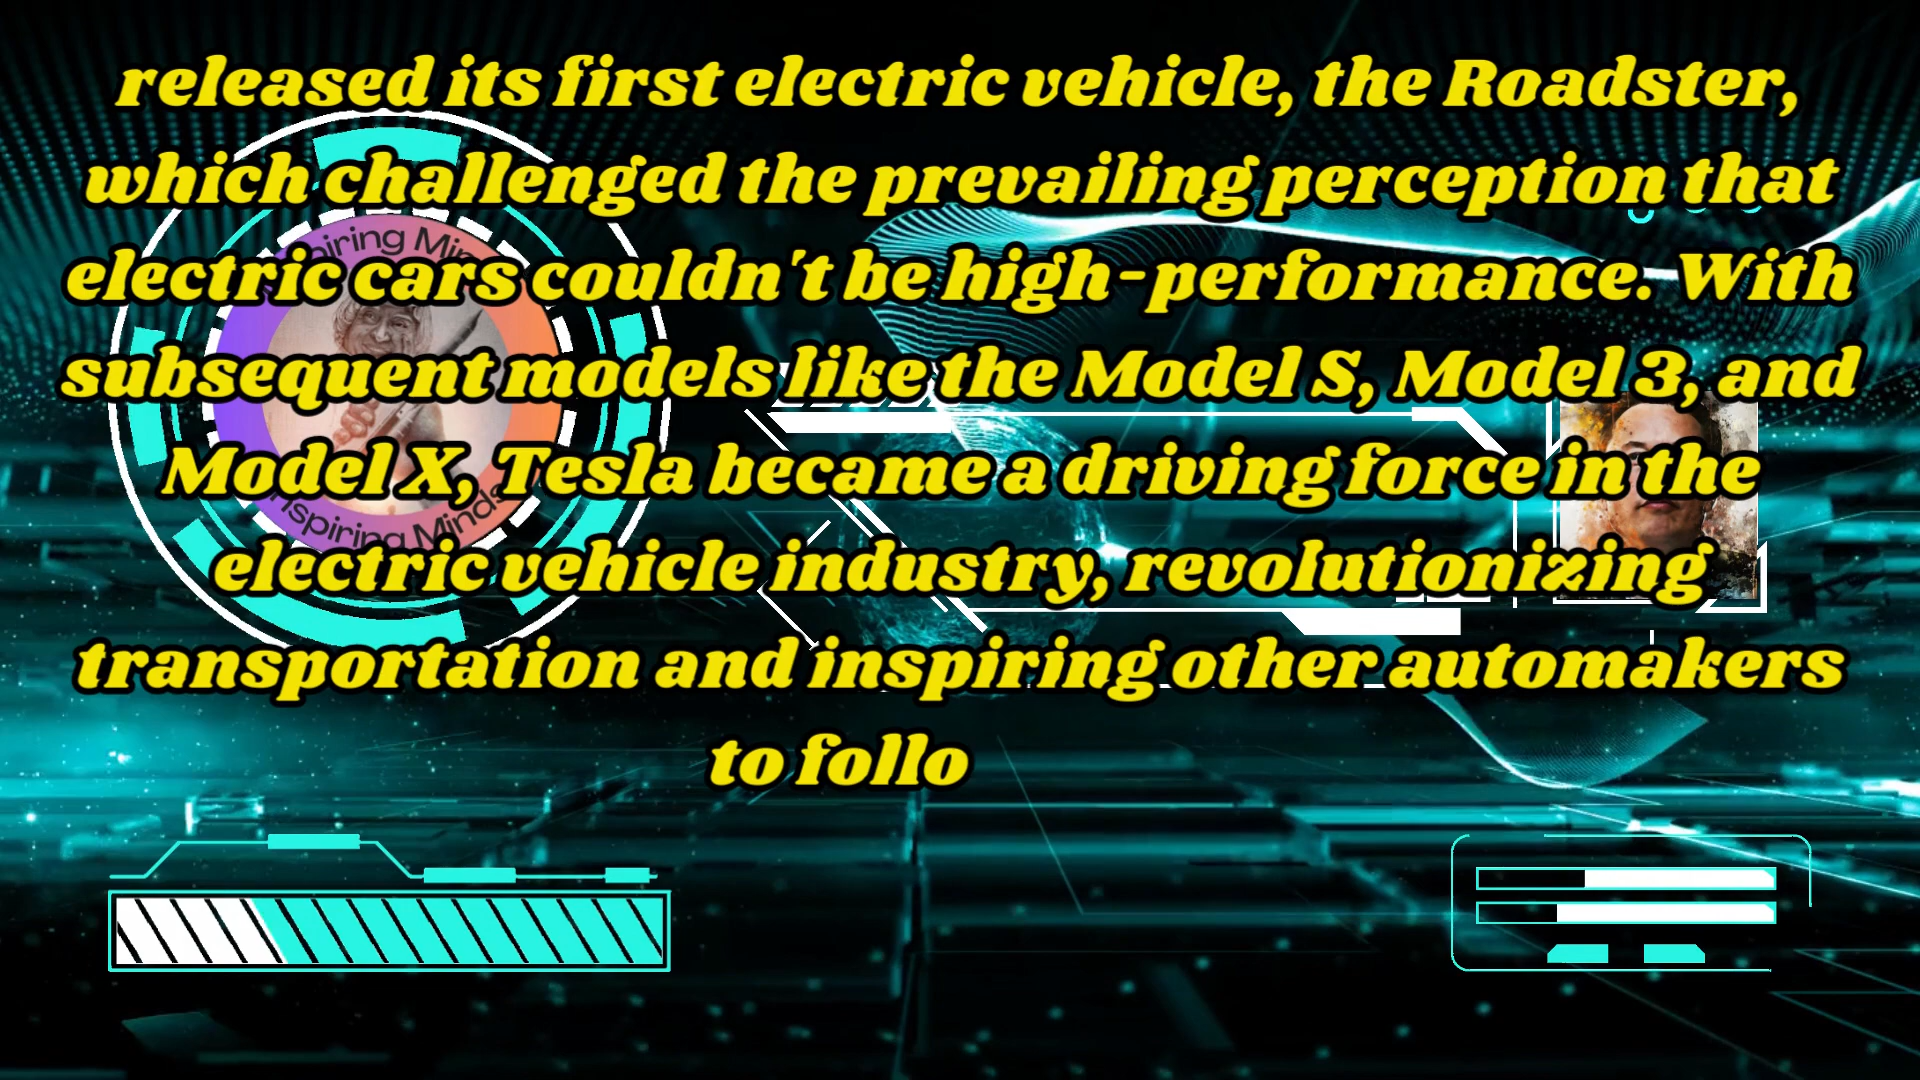 released its first electric vehicle, the Roadster,
which challenged the prevailing perception that
electric cars couldn't be high-performance. With
subsequent models like the Model S, Model 3, and
Model X, Tesla became a driving force in the
electric vehicle industry, revolutionizing
transportation and inspiring other automakers
to follo